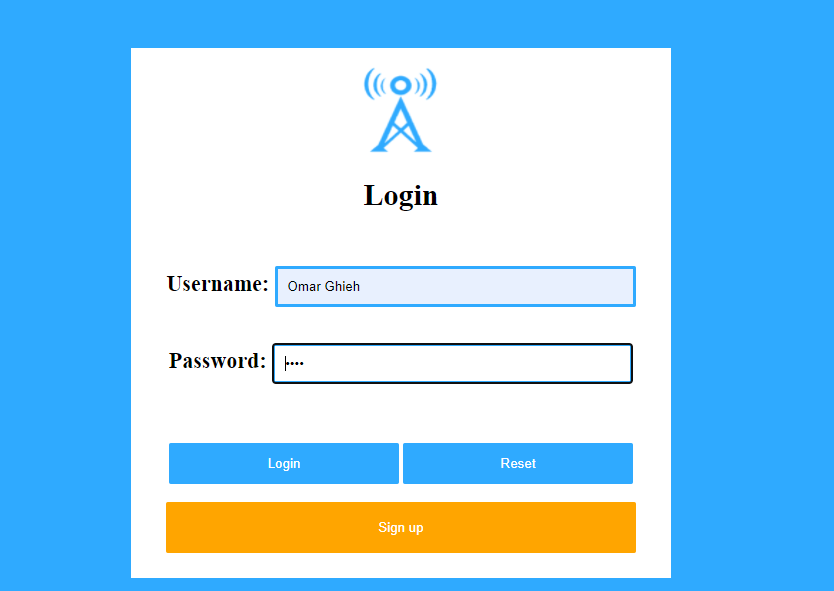 Login
Username: Omar Ghieh
Password: ••••
Login Reset
Sign up